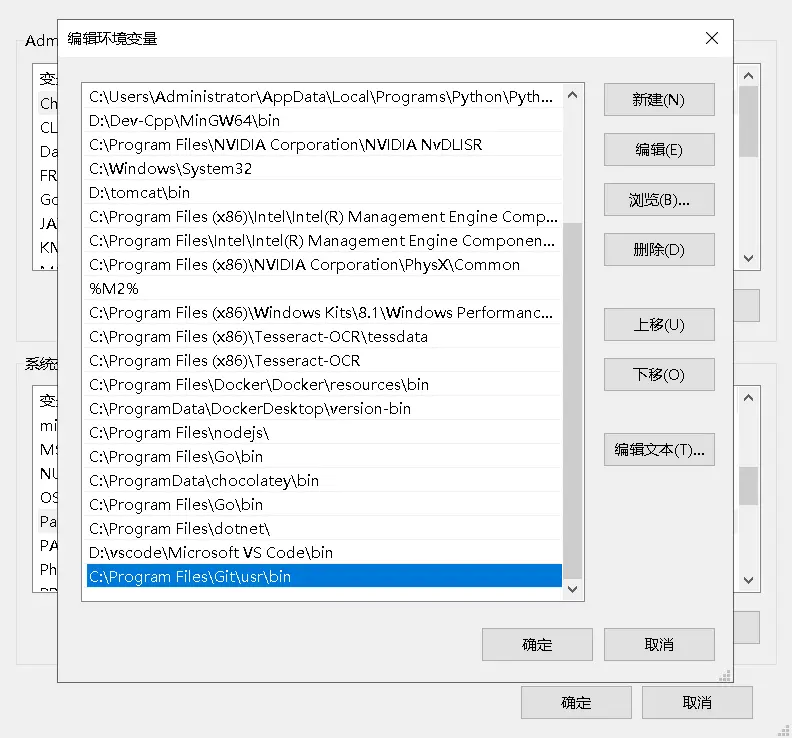 Adm
编辑环境变量
变
Ch
CL
Da
FR
Go
JA
KM
C:\Users\Administrator\AppData\Local\Programs\Python\Pyth...
D:\Dev-Cpp\MinGW64\bin
C:\Program Files\NVIDIA Corporation\NVIDIA NvDLISR
C:\Windows\System32
D:\tomcat\bin
C:\Program Files (x86)\Intel\Intel(R) Management Engine Comp...
C:\Program Files\Intel\Intel(R) Management Engine Componen...
C:\Program Files (x86)\NVIDIA Corporation\PhysX\Common
%M2%
C:\Program Files (x86)\Windows Kits\8.1\Windows Performanc...
C:\Program Files (x86)\Tesseract-OCR\tessdata
C:\Program Files (x86)\Tesseract-OCR
C:\Program Files\Docker\Docker\resources\bin
C:\ProgramData\DockerDesktop\version-bin
C:\Program Files\nodejs\
C:\Program Files\Go\bin
C:\ProgramData\chocolatey\bin
C:\Program Files\Go\bin
C:\Program Files\dotnet\
D:\vscode\Microsoft VS Code\bin
C:\Program Files\Git\usr\bin
新建(N)
编辑(E)
浏览(B)...
删除(D)
上移(U)
下移(O)
编辑文本(T)...
系统
变
mi
MS
NU
OS
Pa
PA
Ph
确定
取消
确定
取消